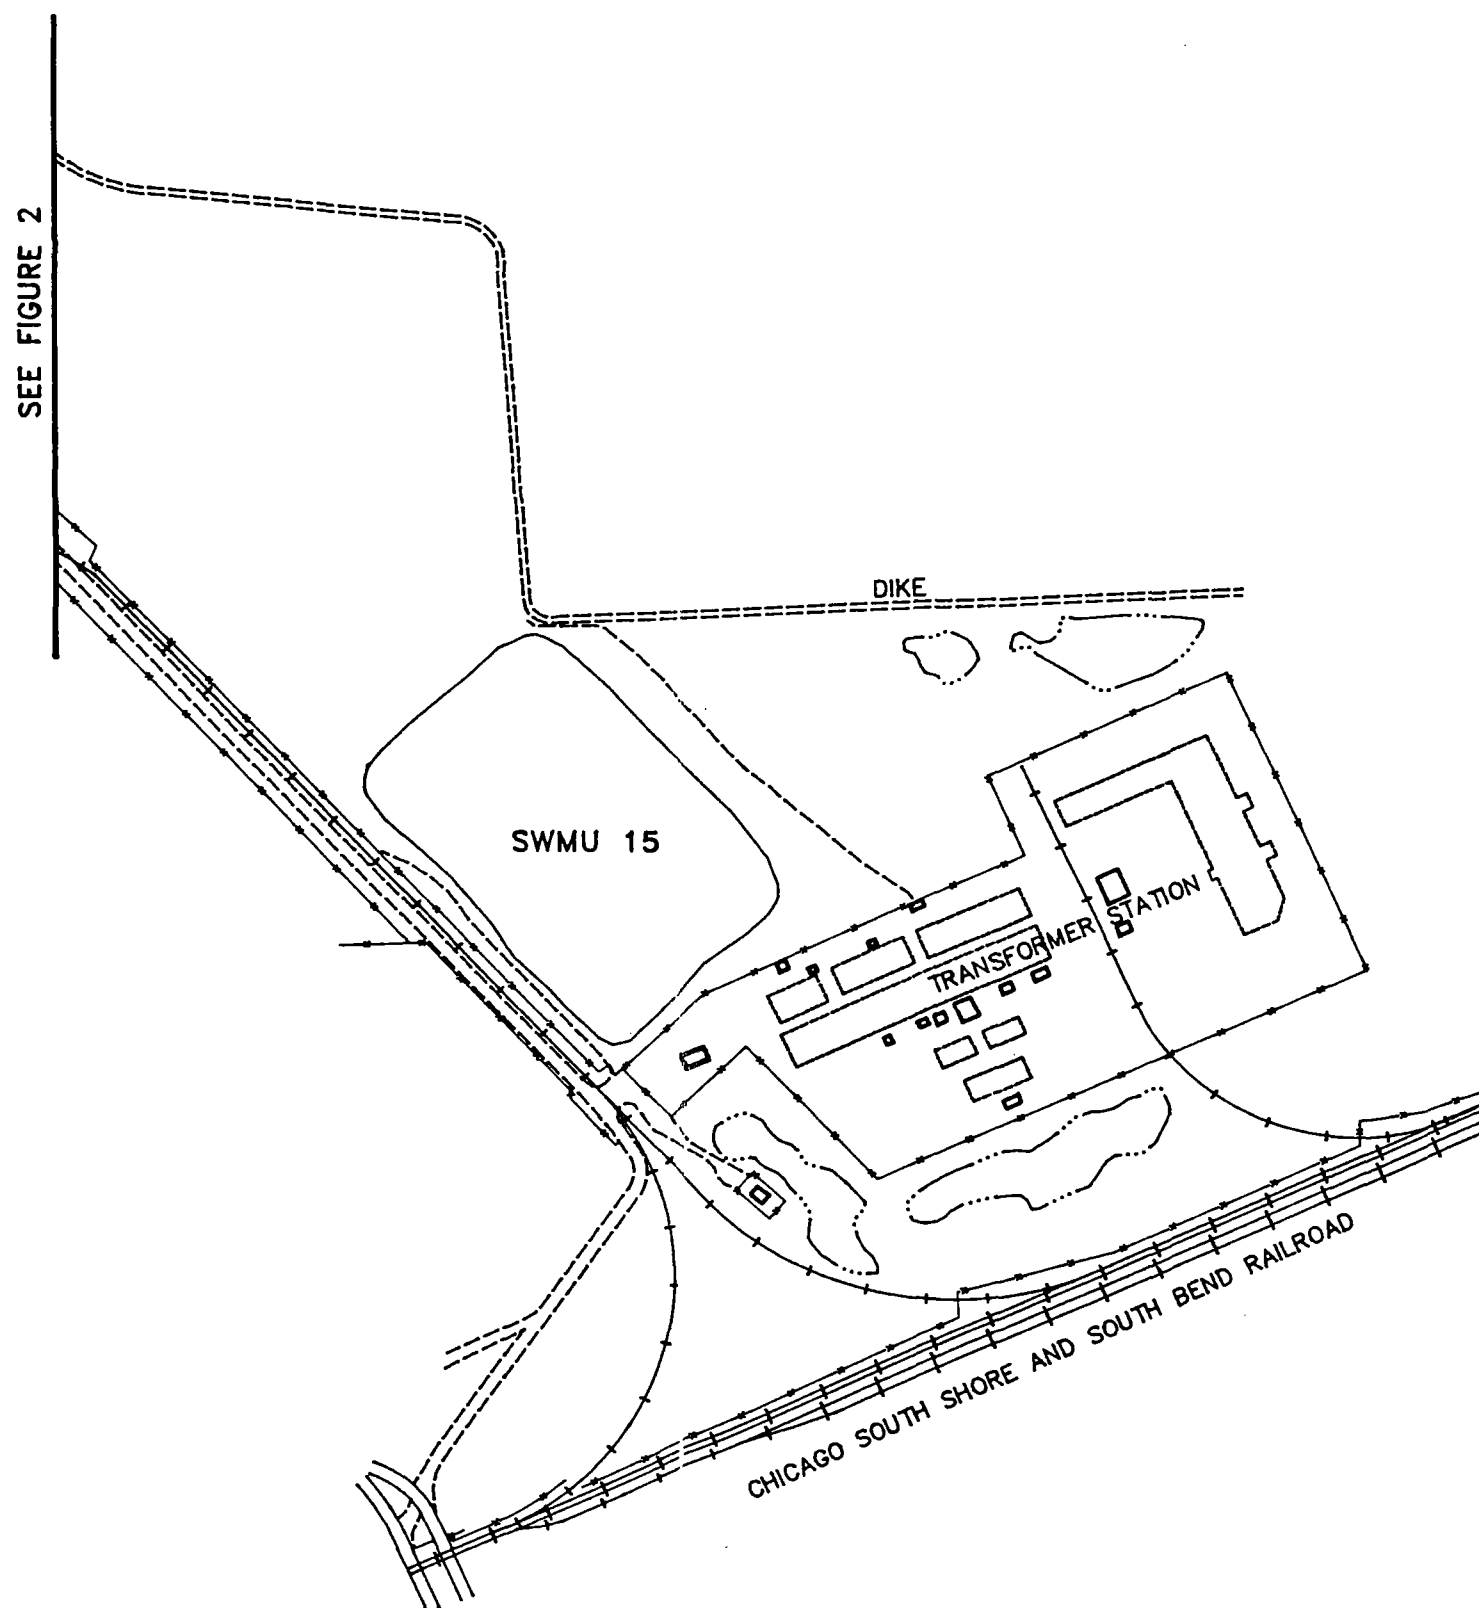 SEE FIGURE 2
DIKE
SWMU 15
TRANSFORMER STATION
CHICAGO SOUTH SHORE AND SOUTH BEND RAILROAD